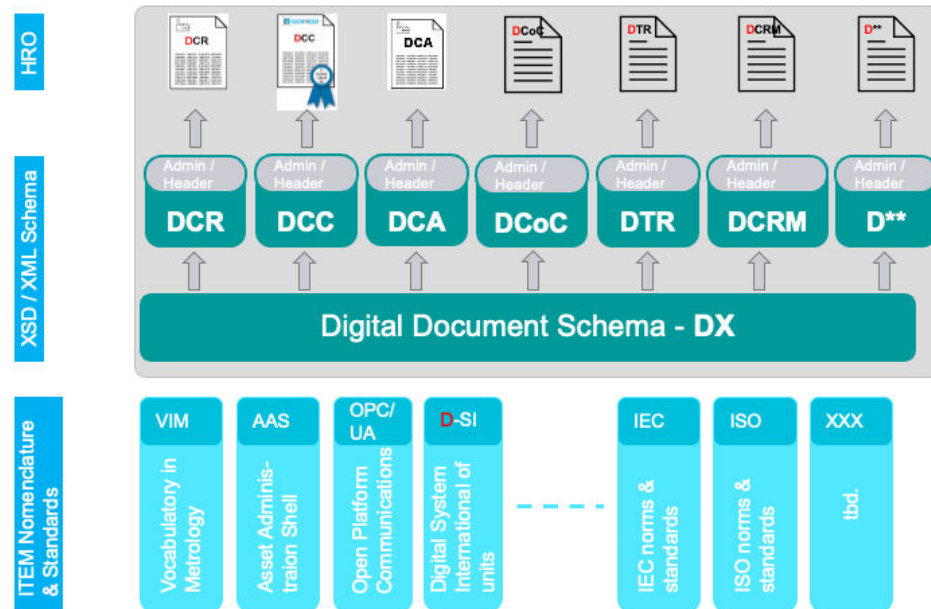 HRO
DCR
DCC
DCA
DCoC
DTR
DCRM
D**
XSD / XML Schema
Admin /
Header
DCR
Admin /
Header
DCC
Admin /
Header
DCA
Admin /
Header
DCoC
Admin /
Header
DTR
Admin /
Header
DCRM
Admin /
Header
D**
Digital Document Schema - DX
ITEM Nomenclature
& Standards
VIM
Vocabulatory in
Metrology
AAS
Asset Adminis-
traion Shell
OPC/
UA
Open Platform
Communications
D-SI
Digital System
International of
units
IEC
IEC norms &
standards
ISO
ISO norms &
standards
XXX
tbd.